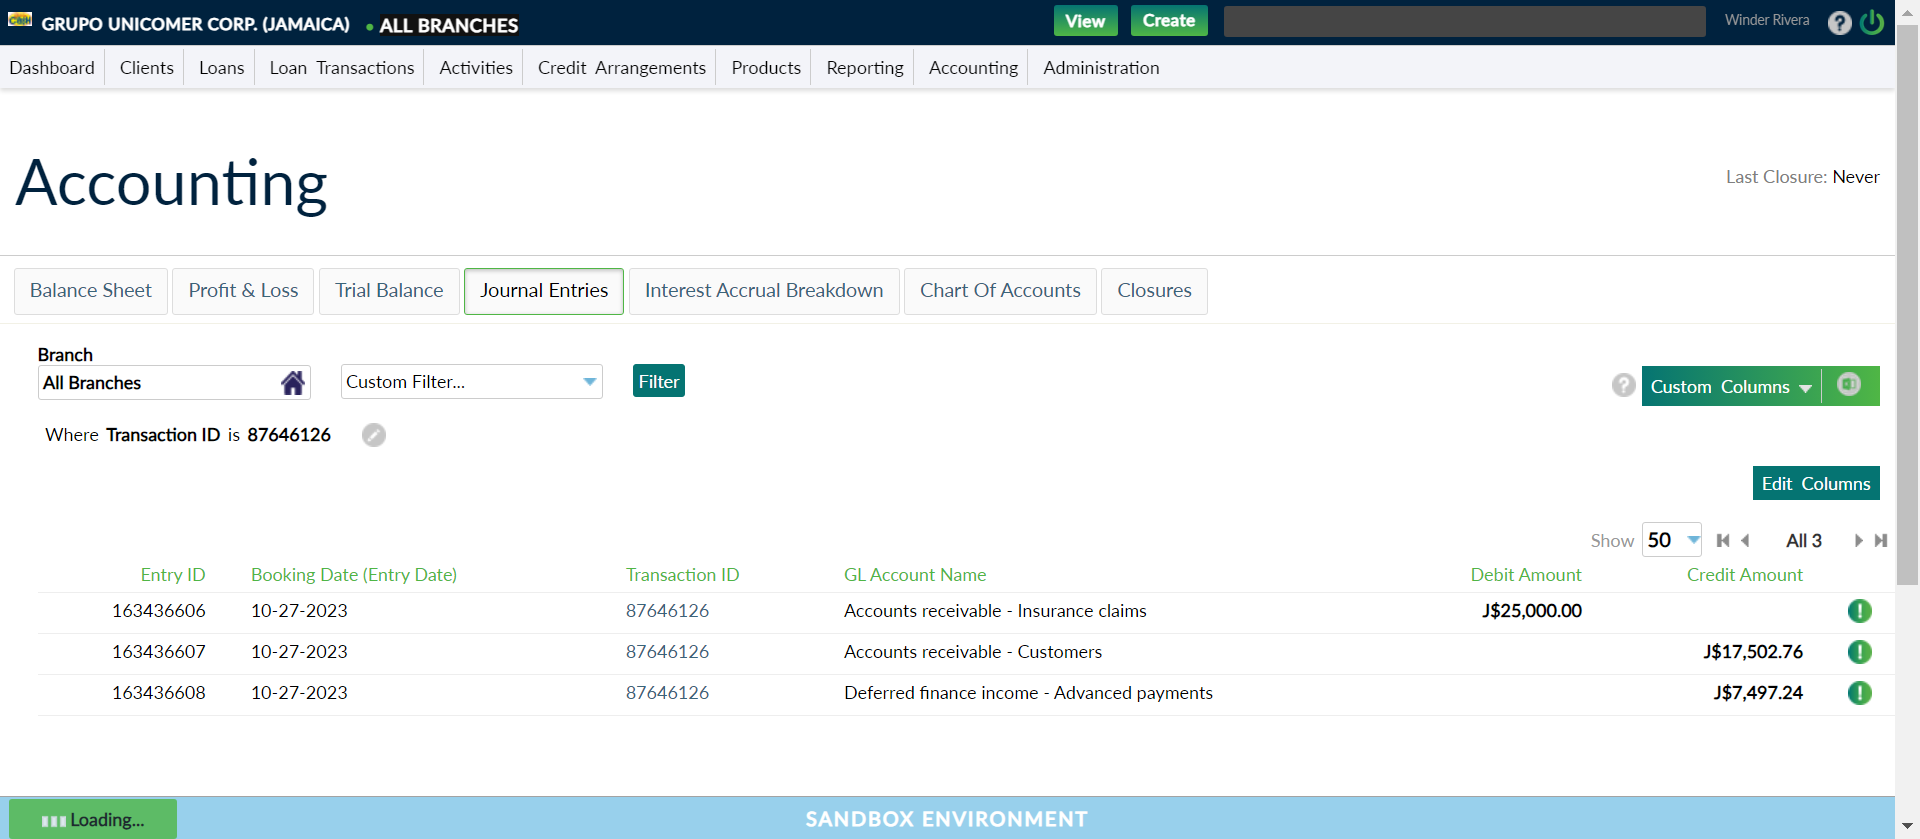 GRUPO UNICOMER CORP. (JAMAICA) • ALL BRANCHES View Create Winder Rivera ?
Dashboard Clients Loans Loan Transactions Activities Credit Arrangements Products Reporting Accounting Administration
Accounting
Last Closure: Never
Balance Sheet Profit & Loss Trial Balance Journal Entries Interest Accrual Breakdown Chart Of Accounts Closures
Branch
All Branches Custom Filter... Filter ? Custom Columns
Where Transaction ID is 87646126
Edit Columns
Show 50 All 3
Entry ID Booking Date (Entry Date) Transaction ID GL Account Name Debit Amount Credit Amount
163436606 10-27-2023 87646126 Accounts receivable - Insurance claims J$25,000.00 !
163436607 10-27-2023 87646126 Accounts receivable - Customers J$17,502.76 !
163436608 10-27-2023 87646126 Deferred finance income - Advanced payments J$7,497.24 !
Loading... SANDBOX ENVIRONMENT